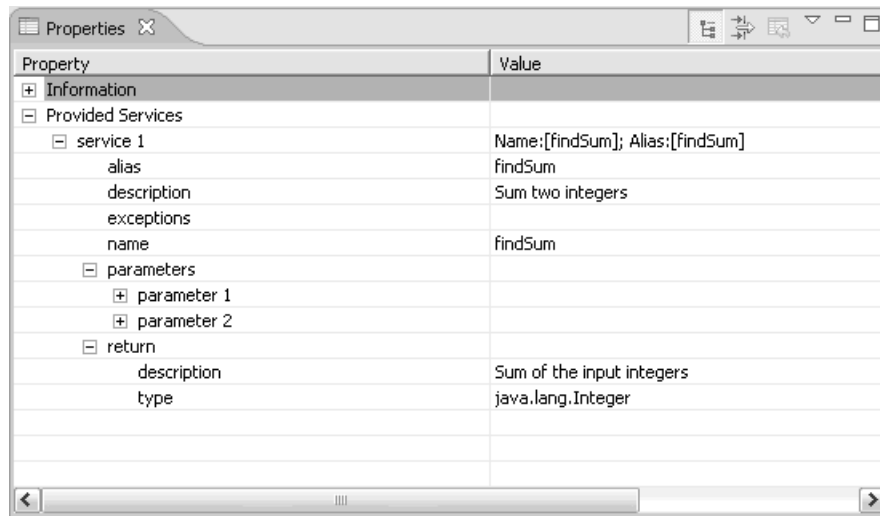 Properties
Property Value
Information
Provided Services
service 1 Name:[findSum]; Alias:[findSum]
alias findSum
description Sum two integers
exceptions
name findSum
parameters
parameter 1
parameter 2
return
description Sum of the input integers
type java.lang.Integer